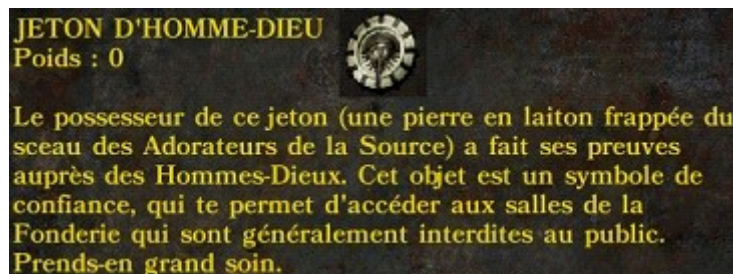 JETON D'HOMME-DIEU
Poids : 0
Le possesseur de ce jeton (une pierre en laiton frappée du
sceau des Adorateurs de la Source) a fait ses preuves
auprès des Hommes-Dieux. Cet objet est un symbole de
confiance, qui te permet d'accéder aux salles de la
Fonderie qui sont généralement interdites au public.
Prends-en grand soin.